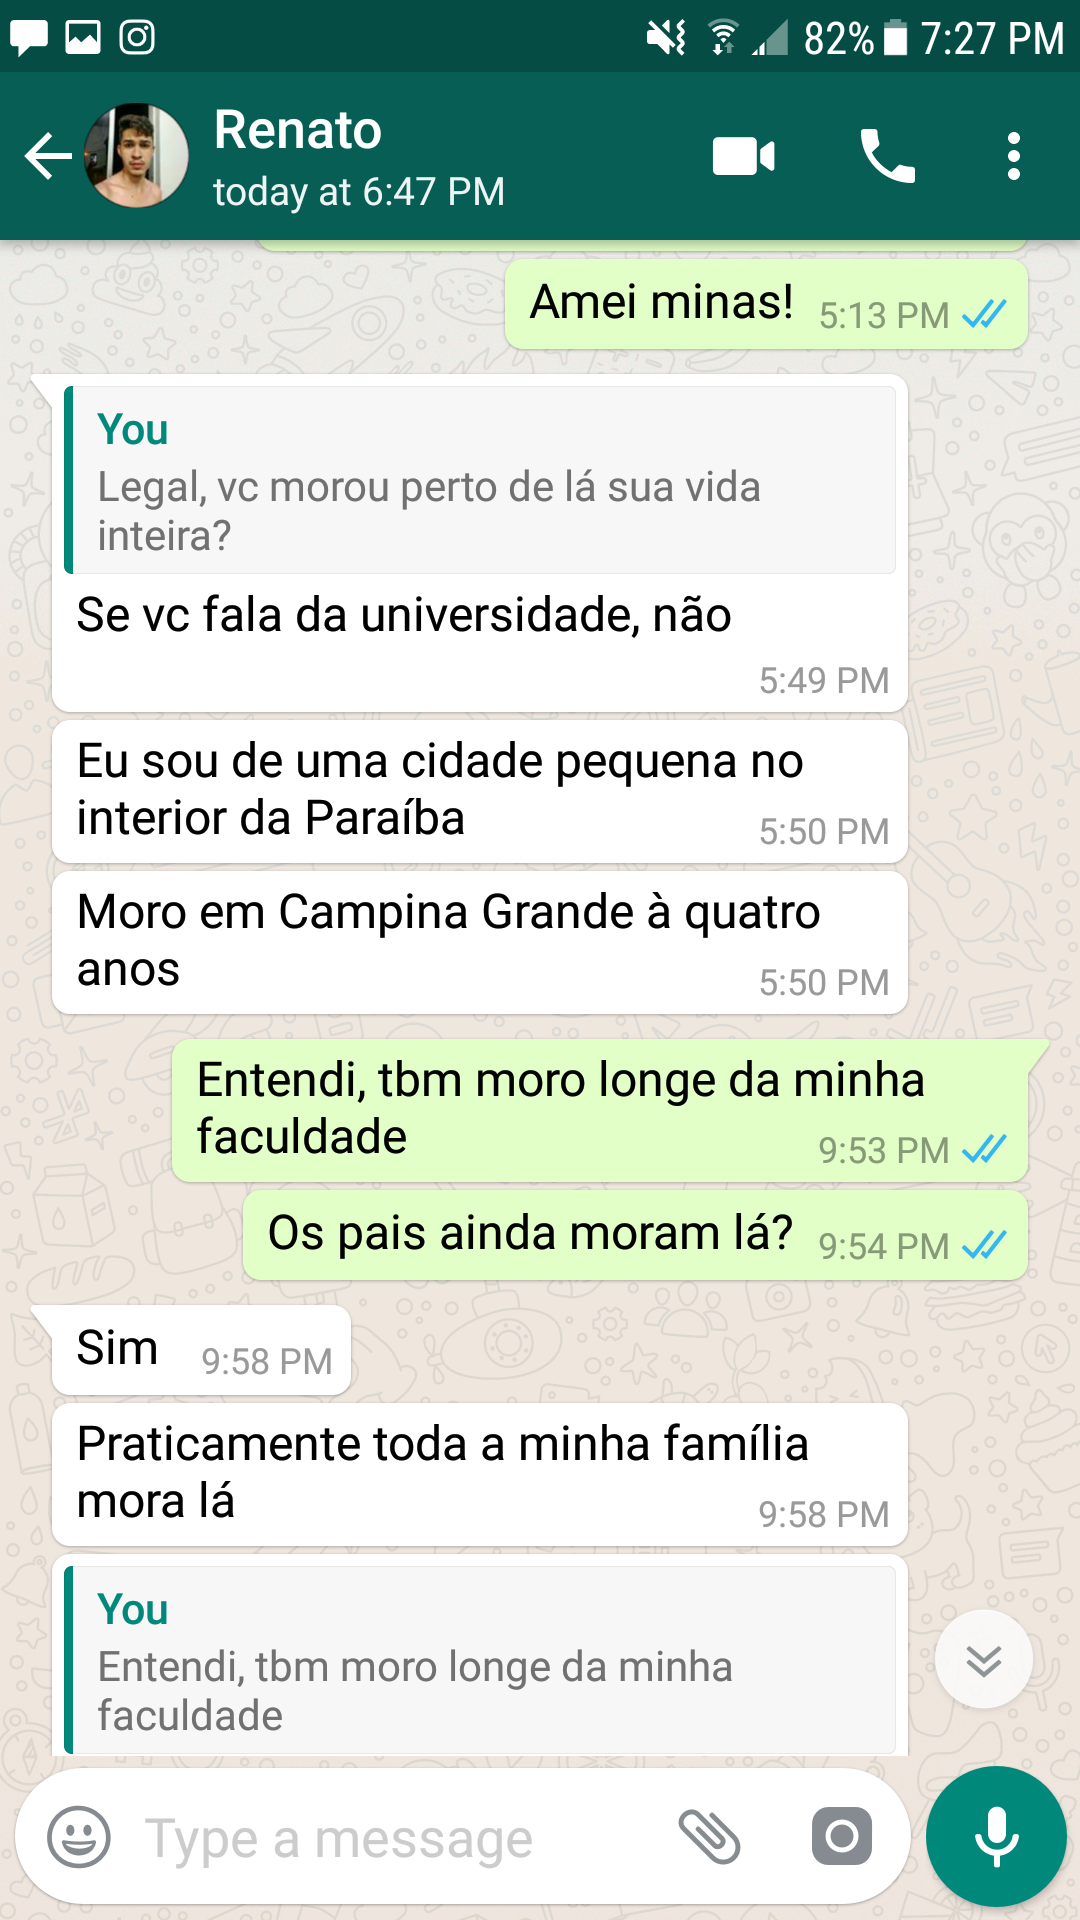 82% 7:27 PM
Renato
today at 6:47 PM
Amei minas! 5:13 PM
You
Legal, vc morou perto de lá sua vida
inteira?
Se vc fala da universidade, não
5:49 PM
Eu sou de uma cidade pequena no
interior da Paraíba 5:50 PM
Moro em Campina Grande à quatro
anos 5:50 PM
Entendi, tbm moro longe da minha
faculdade 9:53 PM
Os pais ainda moram lá? 9:54 PM
Sim 9:58 PM
Praticamente toda a minha família
mora lá 9:58 PM
You
Entendi, tbm moro longe da minha
faculdade
Type a message